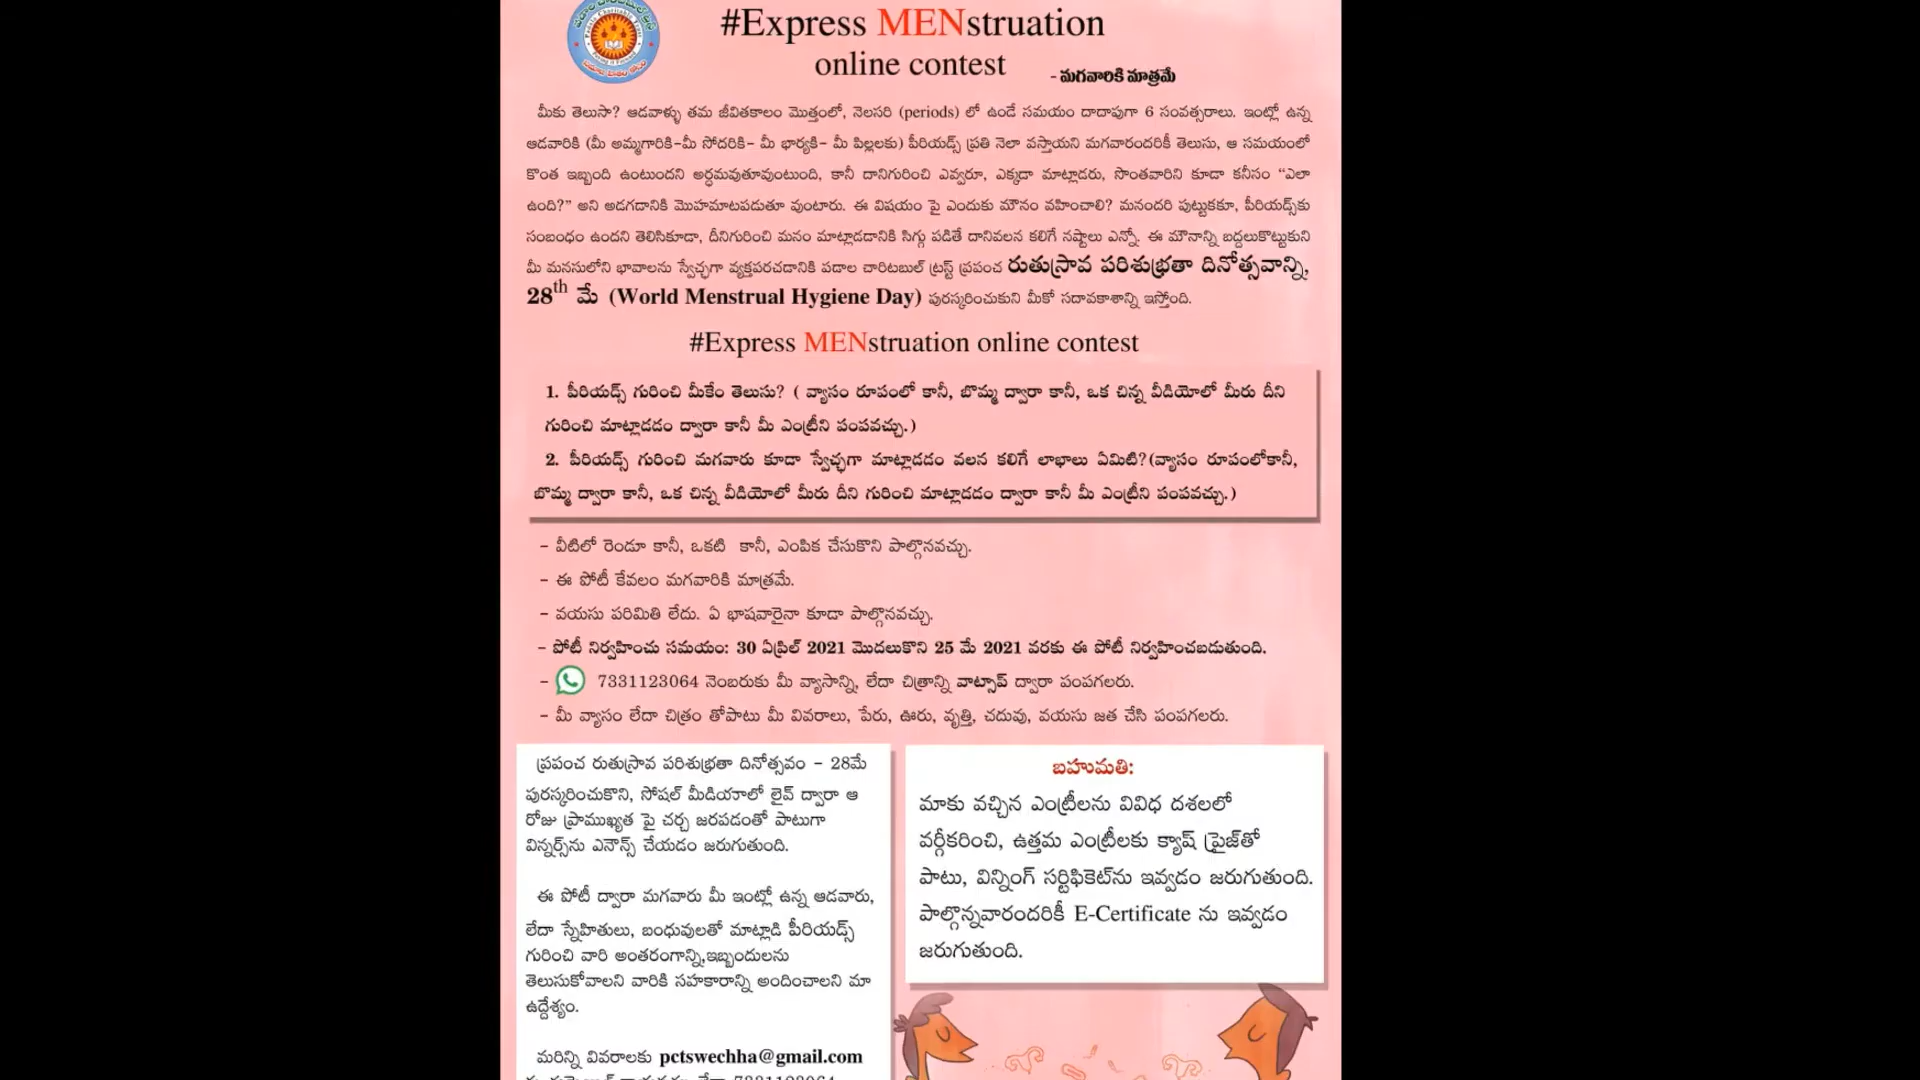 #Express MENstruation
online contest
- మగవారికి మాత్రమే
మీకు తెలుసా? ఆడవాళ్ళు తమ జీవితకాలం మొత్తంలో, నెలసరి (periods) లో ఉండే సమయం దాదాపుగా 6 సంవత్సరాలు. ఇంట్లో ఉన్న
ఆడవారికి (మీ అమ్మగారికి-మీ సోదరికి- మీ భార్యకి- మీ పిల్లలకు) పీరియడ్స్ ప్రతి నెలా వస్తాయని మగవారందరికీ తెలుసు, ఆ సమయంలో
కొంత ఇబ్బంది ఉంటుందని అర్ధమవుతూవుంటుంది, కానీ దానిగురించి ఎవ్వరూ, ఎక్కడా మాట్లాడరు, సొంతవారిని కూడా కనీసం "ఎలా
ఉంది?" అని అడగడానికి మొహమాటపడుతూ వుంటారు. ఈ విషయం పై ఎందుకు మౌనం వహించాలి? మనందరి పుట్టుకకూ, పీరియడ్స్‌కు
సంబంధం ఉందని తెలిసికూడా, దీనిగురించి మనం మాట్లాడడానికి సిగ్గు పడితే దానివలన కలిగే నష్టాలు ఎన్నో. ఈ మౌనాన్ని బద్దలుకొట్టుకుని
మీ మనసులోని భావాలను స్వేచ్ఛగా వ్యక్తపరచడానికి పడాల చారిటబుల్ ట్రస్ట్ ప్రపంచ రుతుస్రావ పరిశుభ్రతా దినోత్సవాన్ని,
28th మే (World Menstrual Hygiene Day) పురస్కరించుకుని మీకో సదావకాశాన్ని ఇస్తోంది.
#Express MENstruation online contest
1. పీరియడ్స్ గురించి మీకేం తెలుసు? ( వ్యాసం రూపంలో కానీ, బొమ్మ ద్వారా కానీ, ఒక చిన్న వీడియోలో మీరు దీని
గురించి మాట్లాడడం ద్వారా కానీ మీ ఎంట్రీని పంపవచ్చు.)
2. పీరియడ్స్ గురించి మగవారు కూడా స్వేచ్ఛగా మాట్లాడడం వలన కలిగే లాభాలు ఏమిటి?(వ్యాసం రూపంలోకానీ,
బొమ్మ ద్వారా కానీ, ఒక చిన్న వీడియోలో మీరు దీని గురించి మాట్లాడడం ద్వారా కానీ మీ ఎంట్రీని పంపవచ్చు.)
- వీటిలో రెండూ కానీ, ఒకటి కానీ, ఎంపిక చేసుకొని పాల్గొనవచ్చు.
- ఈ పోటీ కేవలం మగవారికి మాత్రమే.
- వయసు పరిమితి లేదు. ఏ భాషవారైనా కూడా పాల్గొనవచ్చు.
- పోటీ నిర్వహించు సమయం: 30 ఏప్రిల్ 2021 మొదలుకొని 25 మే 2021 వరకు ఈ పోటీ నిర్వహించబడుతుంది.
- 7331123064 నెంబరుకు మీ వ్యాసాన్ని, లేదా చిత్రాన్ని వాట్సాప్ ద్వారా పంపగలరు.
- మీ వ్యాసం లేదా చిత్రం తోపాటు మీ వివరాలు, పేరు, ఊరు, వృత్తి, చదువు, వయసు జత చేసి పంపగలరు.
ప్రపంచ రుతుస్రావ పరిశుభ్రతా దినోత్సవం - 28మే
పురస్కరించుకొని, సోషల్ మీడియాలో లైవ్ ద్వారా ఆ
రోజు ప్రాముఖ్యత పై చర్చ జరపడంతో పాటుగా
విన్నర్స్‌ను ఎనౌన్స్ చేయడం జరుగుతుంది.
ఈ పోటీ ద్వారా మగవారు మీ ఇంట్లో ఉన్న ఆడవారు,
లేదా స్నేహితులు, బంధువులతో మాట్లాడి పీరియడ్స్
గురించి వారి అంతరంగాన్ని,ఇబ్బందులను
తెలుసుకోవాలని వారికి సహకారాన్ని అందించాలని మా
ఉద్దేశ్యం.
మరిన్ని వివరాలకు pctswechha@gmail.com
బహుమతి:
మాకు వచ్చిన ఎంట్రీలను వివిధ దశలలో
వర్గీకరించి, ఉత్తమ ఎంట్రీలకు క్యాష్ ప్రైజ్‌తో
పాటు, విన్నింగ్ సర్టిఫికెట్‌ను ఇవ్వడం జరుగుతుంది.
పాల్గొన్నవారందరికీ E-Certificate ను ఇవ్వడం
జరుగుతుంది.